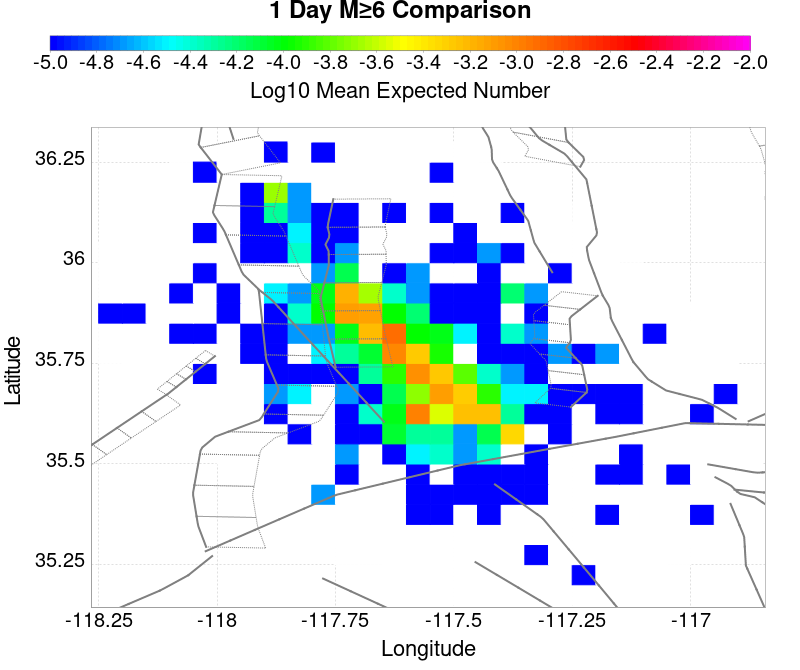 1 Day M≥6 Comparison
-5.0 -4.8 -4.6 -4.4 -4.2 -4.0 -3.8 -3.6 -3.4 -3.2 -3.0 -2.8 -2.6 -2.4 -2.2 -2.0
Log10 Mean Expected Number
36.25
36
35.75
35.5
35.25
Latitude
-118.25 -118 -117.75 -117.5 -117.25 -117
Longitude